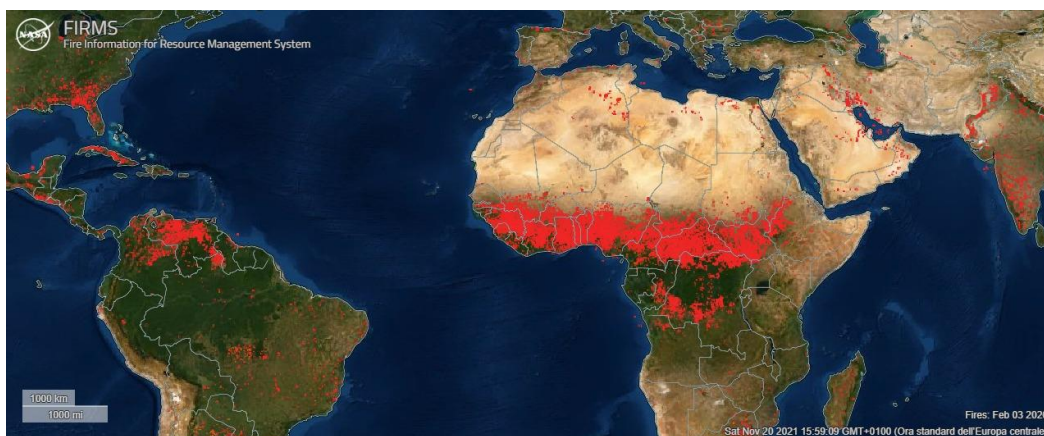 NASA
FIRMS
Fire Information for Resource Management System
1000 km
1000 mi
Fires: Feb 03 2020
Sat Nov 20 2021 15:59:09 GMT+0100 (Ora standard dell'Europa centrale